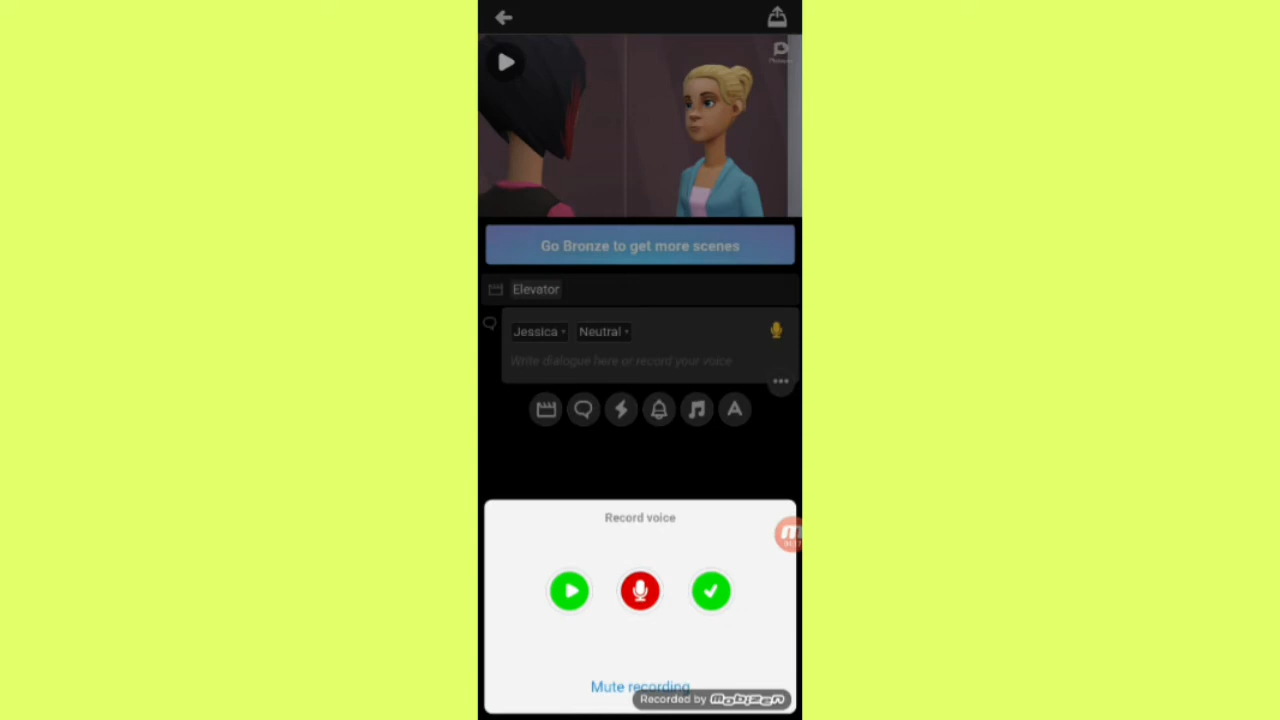 Go Bronze to get more scenes
Elevator
Jessica
Neutral
Write dialogue here or record your voice
Record voice
Mute recording
Recorded by MOBIZEN